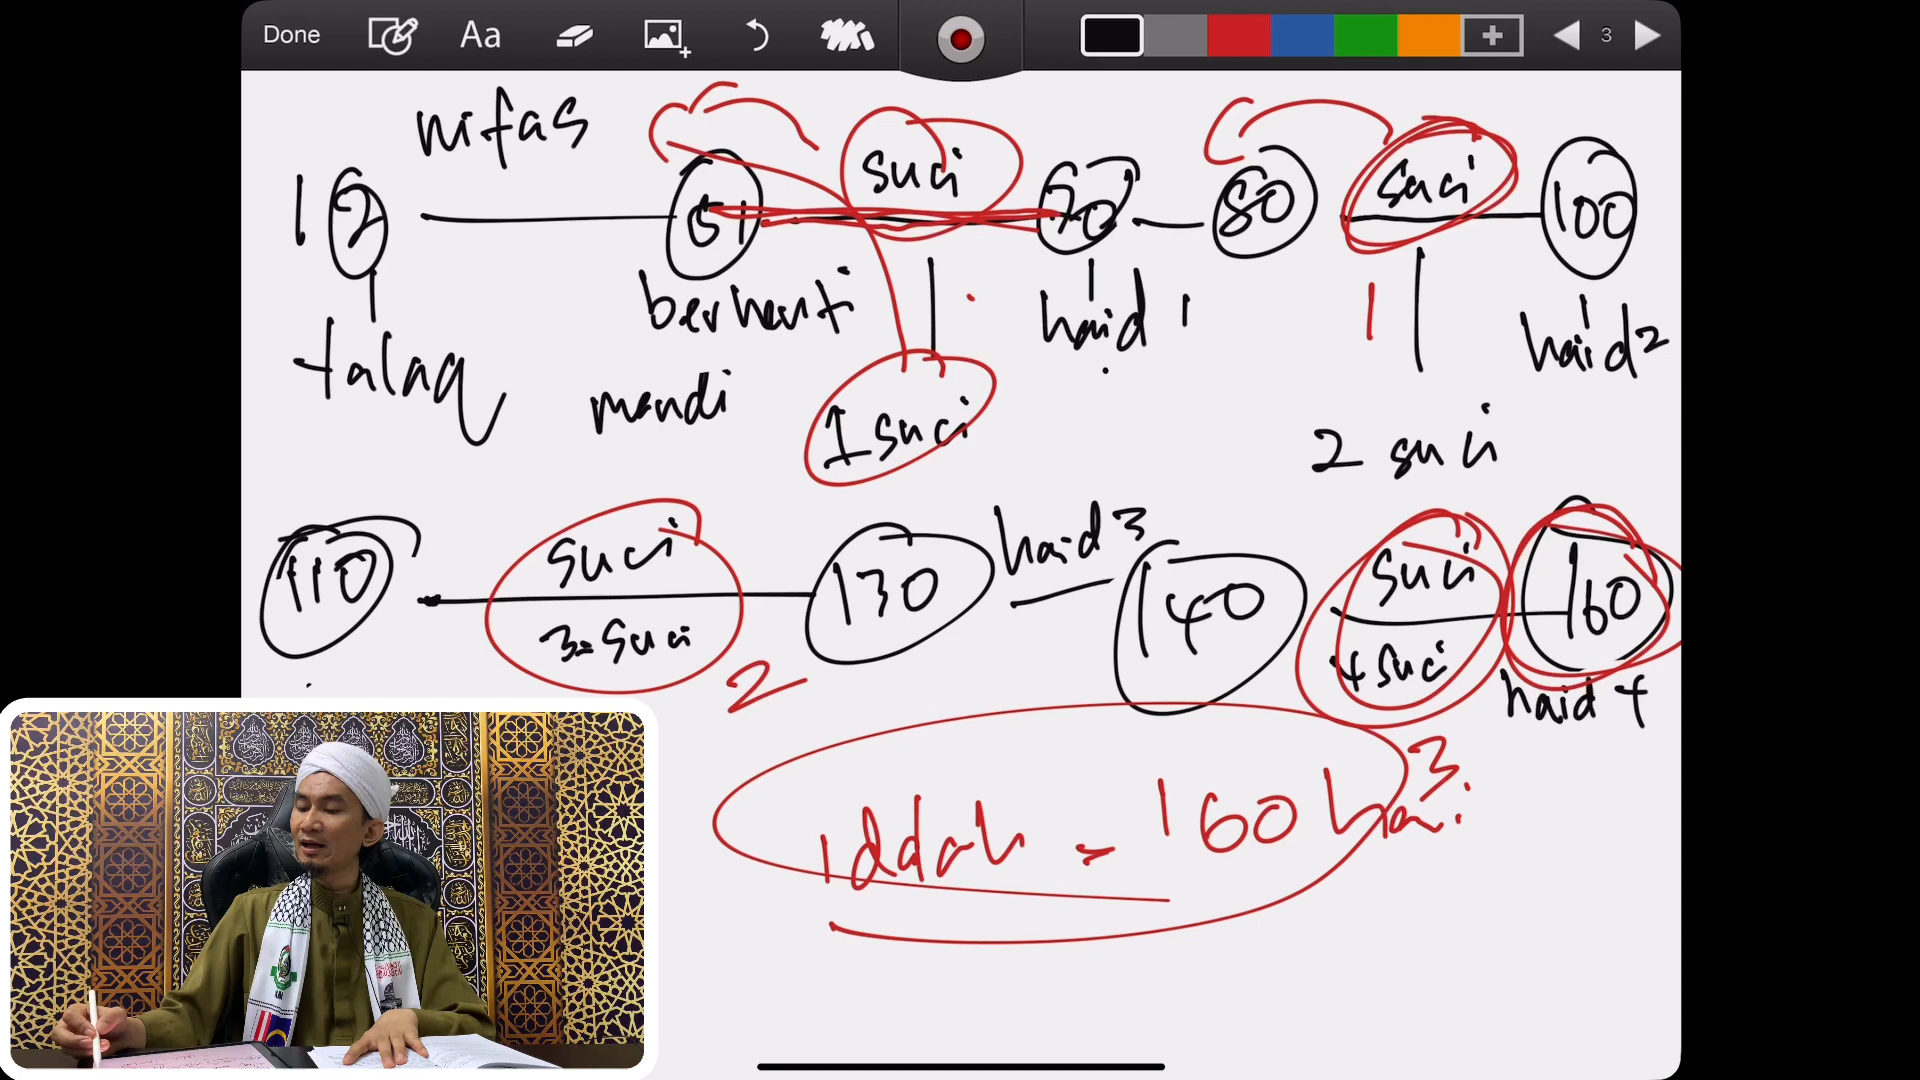 Done Aa 3
nifas
1 2 61 suci 70 80 suci 100
talaq berhenti haid 1 1 haid 2
mandi 1 suci 2 suci
110 suci 130 haid 3 140 suci 160
3 suci 4 suci
2 haid 4
3
iddah = 160 hari